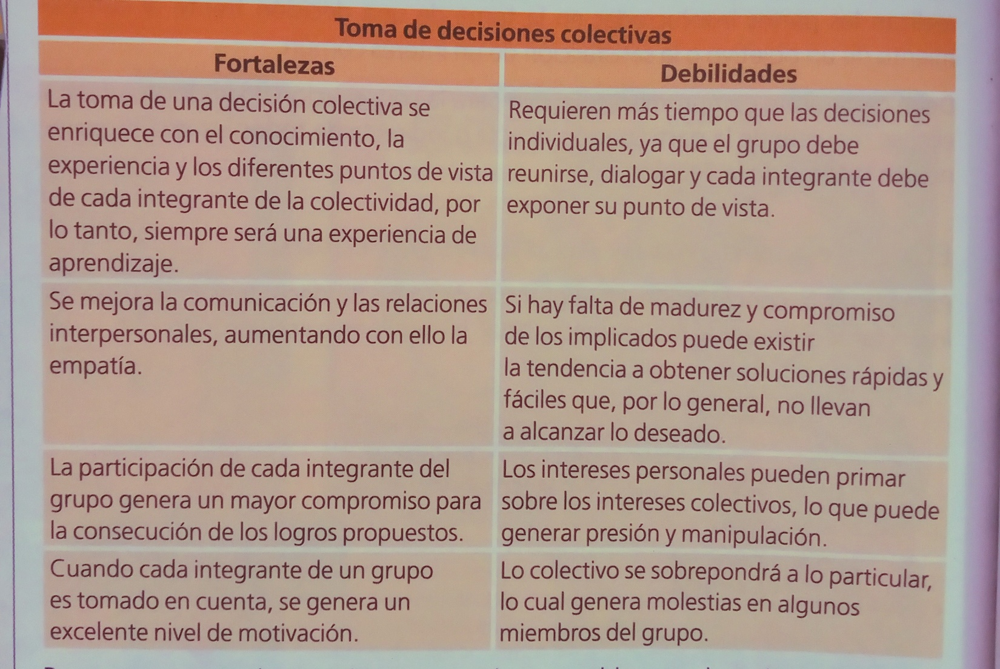 Toma de decisiones colectivas
Fortalezas
Debilidades
La toma de una decisión colectiva se
enriquece con el conocimiento, la
experiencia y los diferentes puntos de vista
de cada integrante de la colectividad, por
lo tanto, siempre será una experiencia de
aprendizaje.
Requieren más tiempo que las decisiones
individuales, ya que el grupo debe
reunirse, dialogar y cada integrante debe
exponer su punto de vista.
Se mejora la comunicación y las relaciones
interpersonales, aumentando con ello la
empatía.
Si hay falta de madurez y compromiso
de los implicados puede existir
la tendencia a obtener soluciones rápidas y
fáciles que, por lo general, no llevan
a alcanzar lo deseado.
La participación de cada integrante del
grupo genera un mayor compromiso para
la consecución de los logros propuestos.
Los intereses personales pueden primar
sobre los intereses colectivos, lo que puede
generar presión y manipulación.
Cuando cada integrante de un grupo
es tomado en cuenta, se genera un
excelente nivel de motivación.
Lo colectivo se sobrepondrá a lo particular,
lo cual genera molestias en algunos
miembros del grupo.